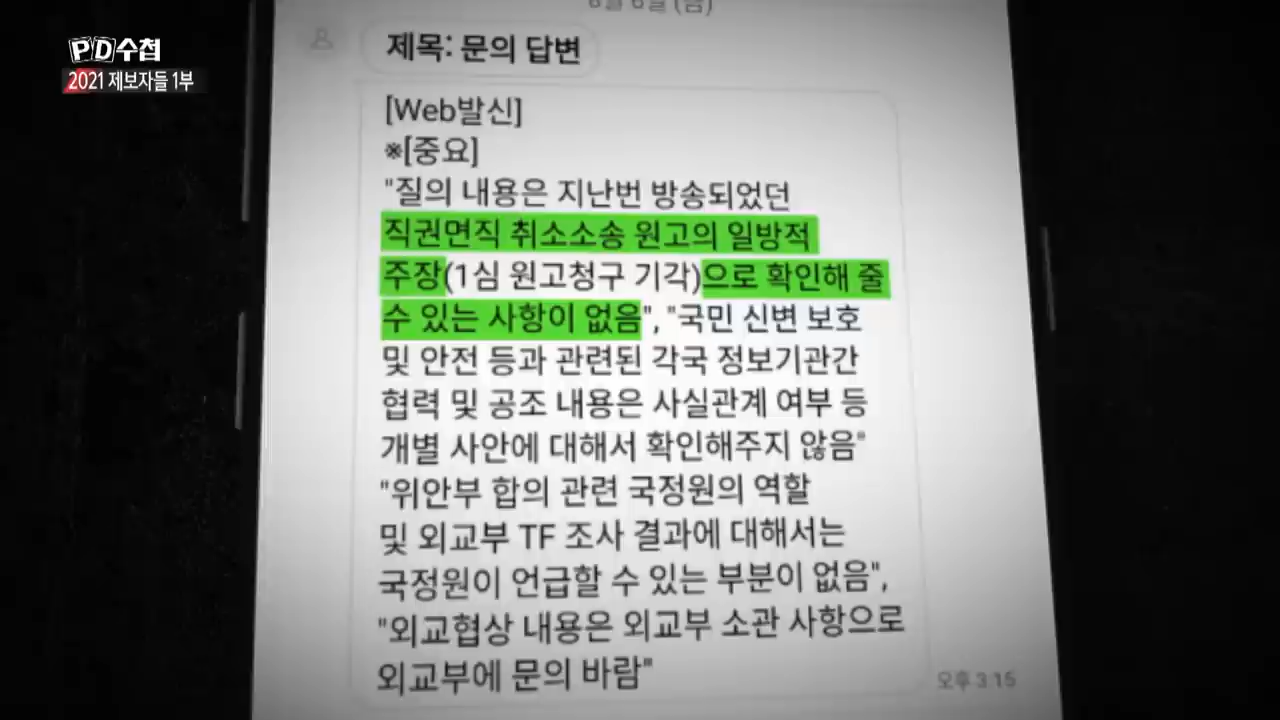 PD수첩
2021 제보자들 1부
8월 6일 (금)
제목: 문의 답변
[Web발신]
※[중요]
"질의 내용은 지난번 방송되었던
직권면직 취소소송 원고의 일방적
주장(1심 원고청구 기각)으로 확인해 줄
수 있는 사항이 없음", "국민 신변 보호
및 안전 등과 관련된 각국 정보기관간
협력 및 공조 내용은 사실관계 여부 등
개별 사안에 대해서 확인해주지 않음"
"위안부 합의 관련 국정원의 역할
및 외교부 TF 조사 결과에 대해서는
국정원이 언급할 수 있는 부분이 없음",
"외교협상 내용은 외교부 소관 사항으로
외교부에 문의 바람"
오후 3:15